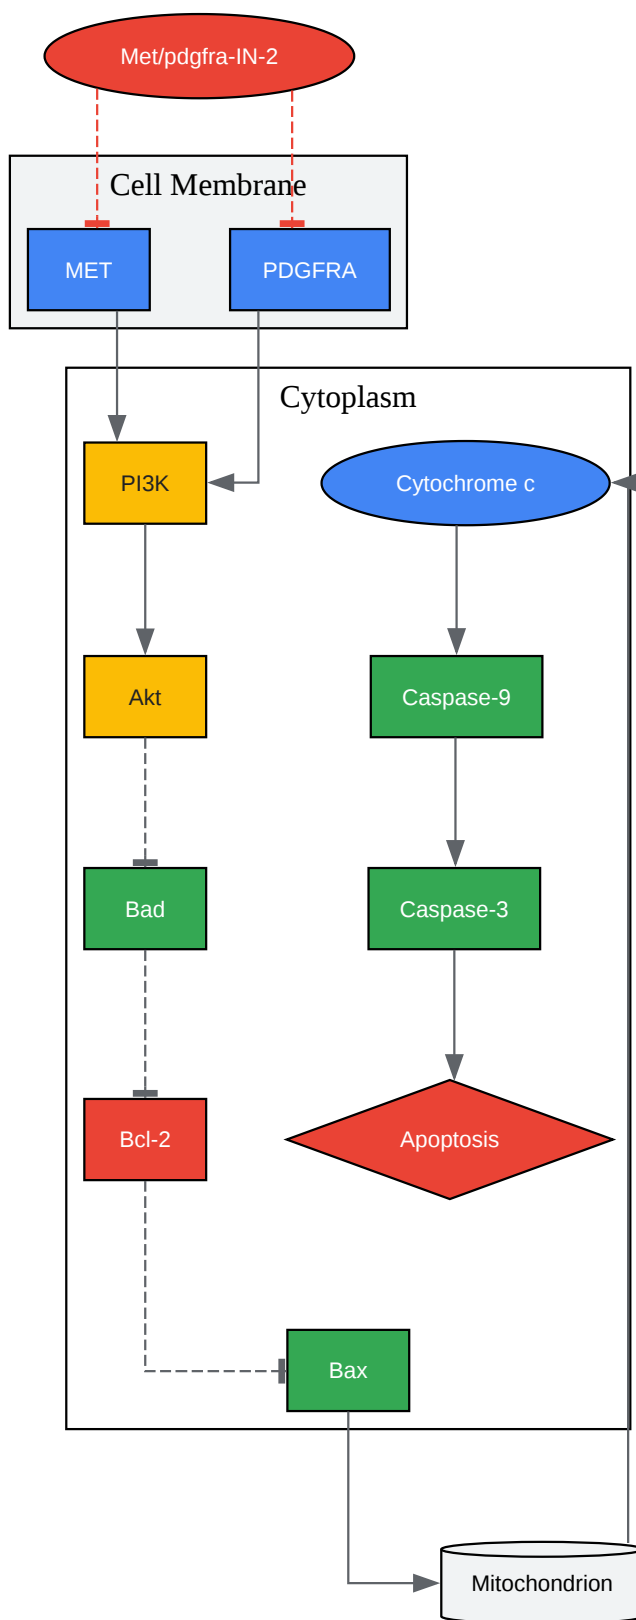 Met/pdgfra-IN-2
Cell Membrane
MET
PDGFRA
Cytoplasm
PI3K
Cytochrome c
Akt
Caspase-9
Bad
Caspase-3
Bcl-2
Apoptosis
Bax
Mitochondrion